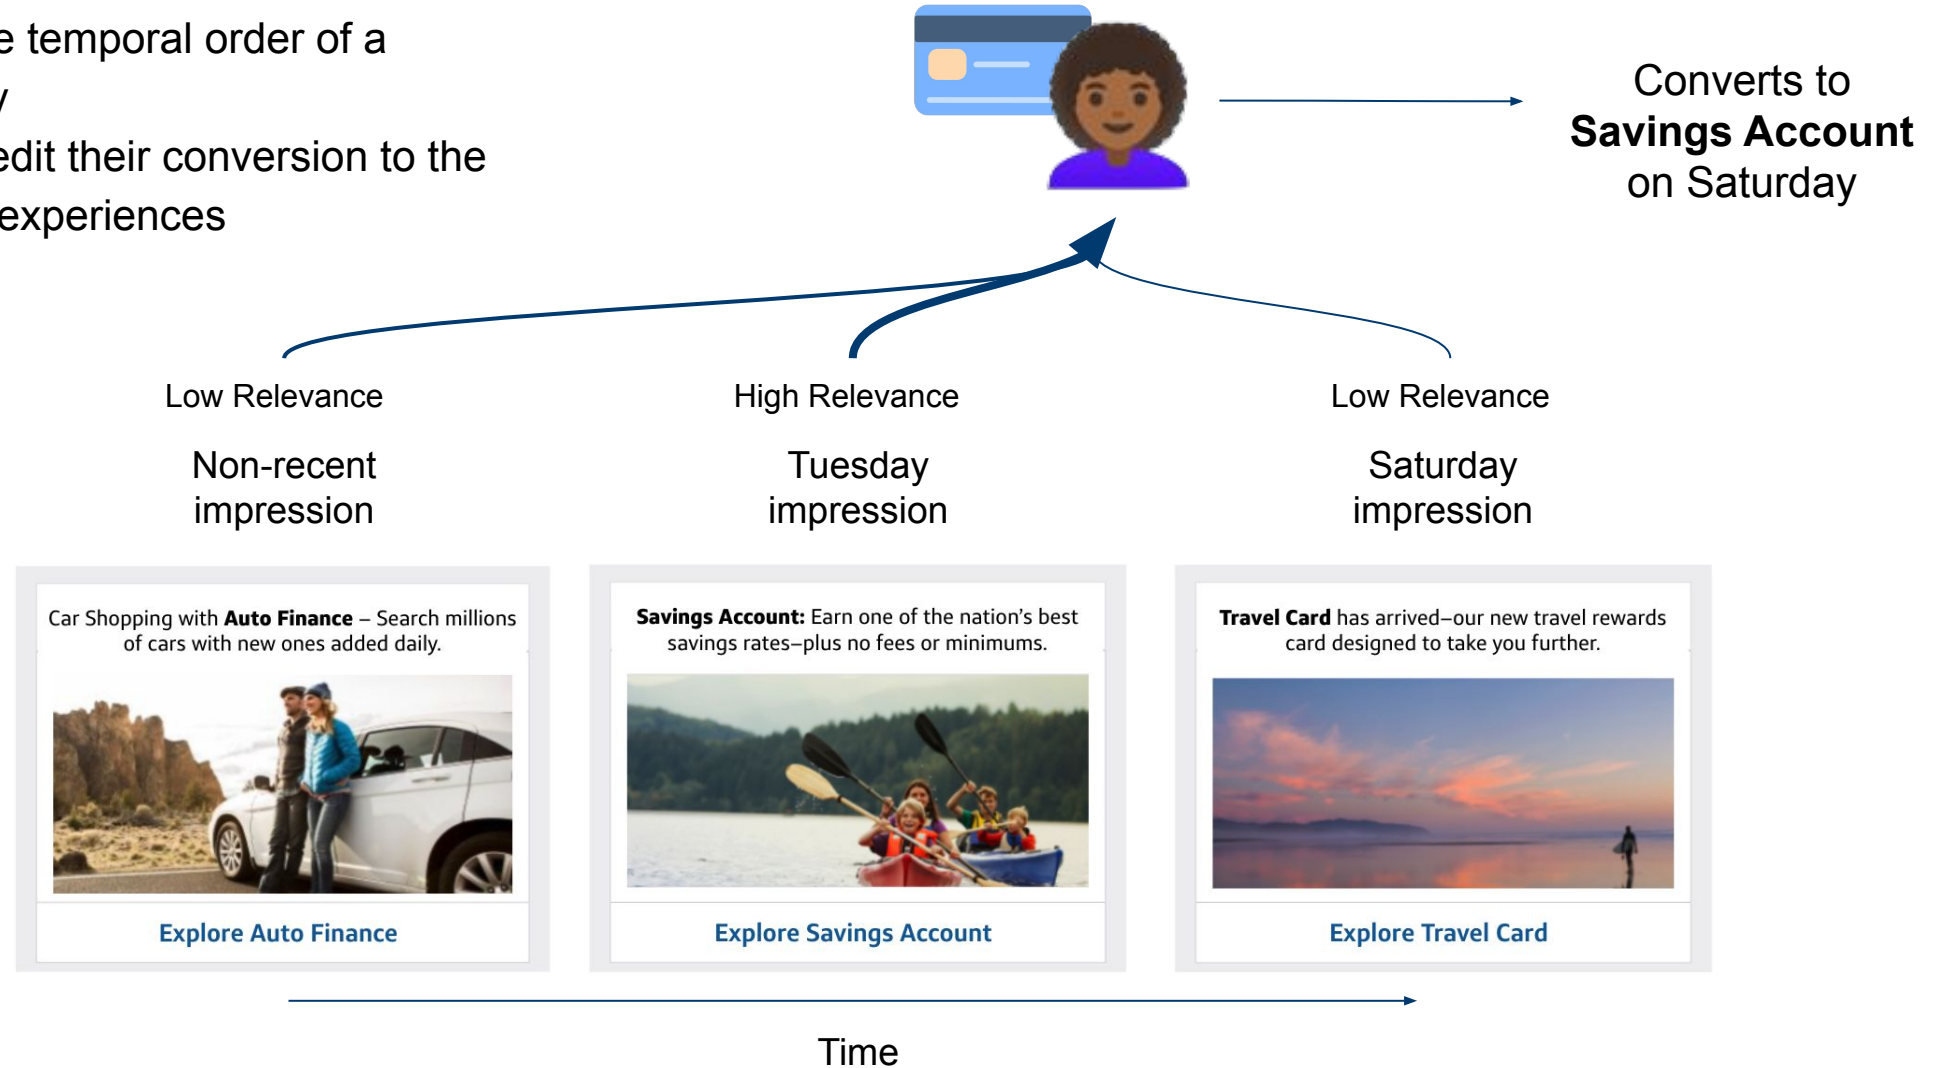 temporal order of a
their conversion to the
experiences
Converts to
Savings Account
on Saturday
Low Relevance
High Relevance
Low Relevance
Non-recent
impression
Tuesday
impression
Saturday
impression
Car Shopping with Auto Finance – Search millions
of cars with new ones added daily.
Explore Auto Finance
Savings Account: Earn one of the nation's best
savings rates–plus no fees or minimums.
Explore Savings Account
Travel Card has arrived–our new travel rewards
card designed to take you further.
Explore Travel Card
Time